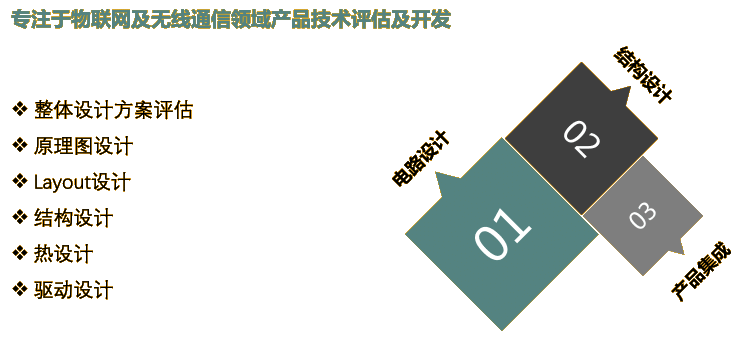 专注于物联网及无线通信领域产品技术评估及开发
❖ 整体设计方案评估
❖ 原理图设计
❖ Layout设计
❖ 结构设计
❖ 热设计
❖ 驱动设计
电路设计
01
结构设计
02
03
产品集成